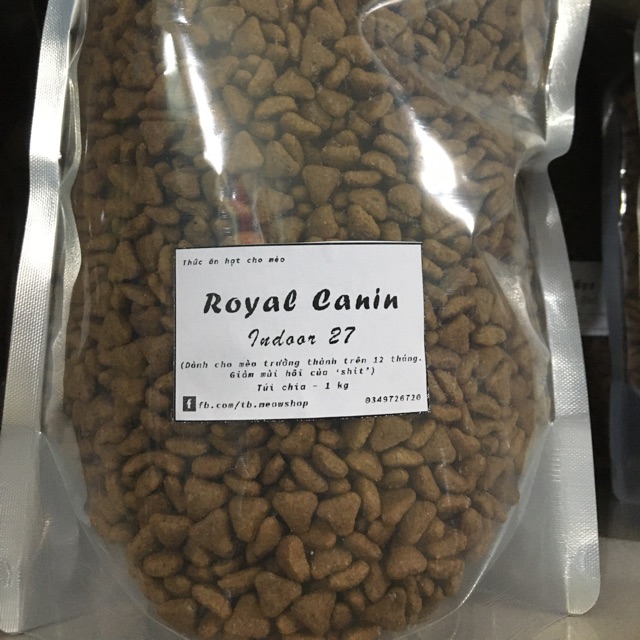 Thức ăn hạt cho mèo
Royal Canin
Indoor 27
(Dành cho mèo trưởng thành trên 12 tháng.
Giảm mùi hôi của 'shit')
Túi chia - 1 kg
fb.com/tb.meowshop 0349726720